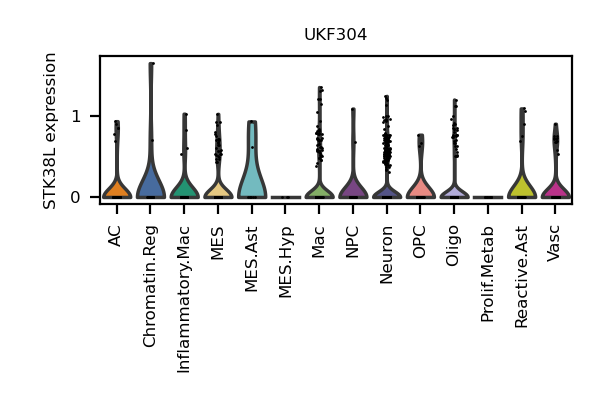 UKF304
STK38L expression
1
0
AC
Chromatin.Reg
Inflammatory.Mac
MES
MES.Ast
MES.Hyp
Mac
NPC
Neuron
OPC
Oligo
Prolif.Metab
Reactive.Ast
Vasc